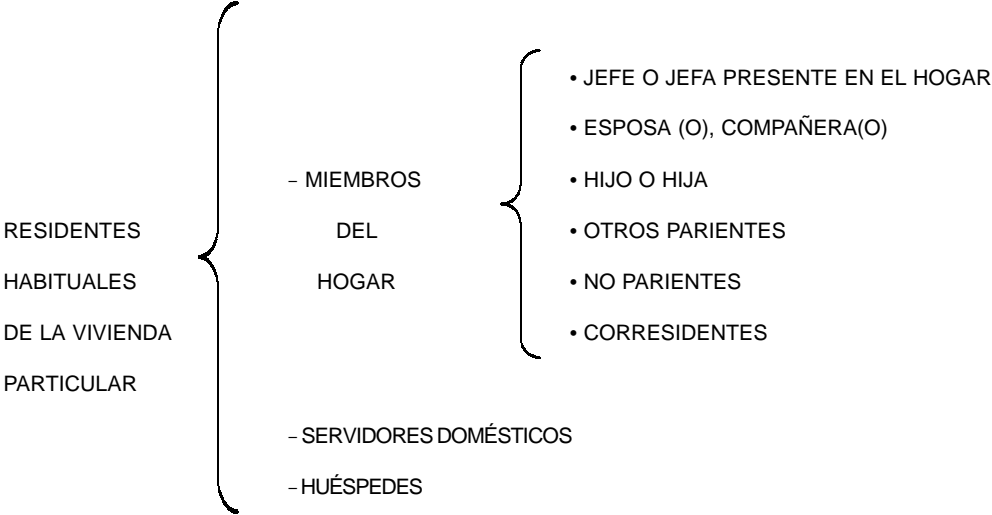 RESIDENTES
HABITUALES
DE LA VIVIENDA
PARTICULAR
– MIEMBROS
DEL
HOGAR
• JEFE O JEFA PRESENTE EN EL HOGAR
• ESPOSA (O), COMPAÑERA(O)
• HIJO O HIJA
• OTROS PARIENTES
• NO PARIENTES
• CORRESIDENTES
– SERVIDORES DOMÉSTICOS
– HUÉSPEDES